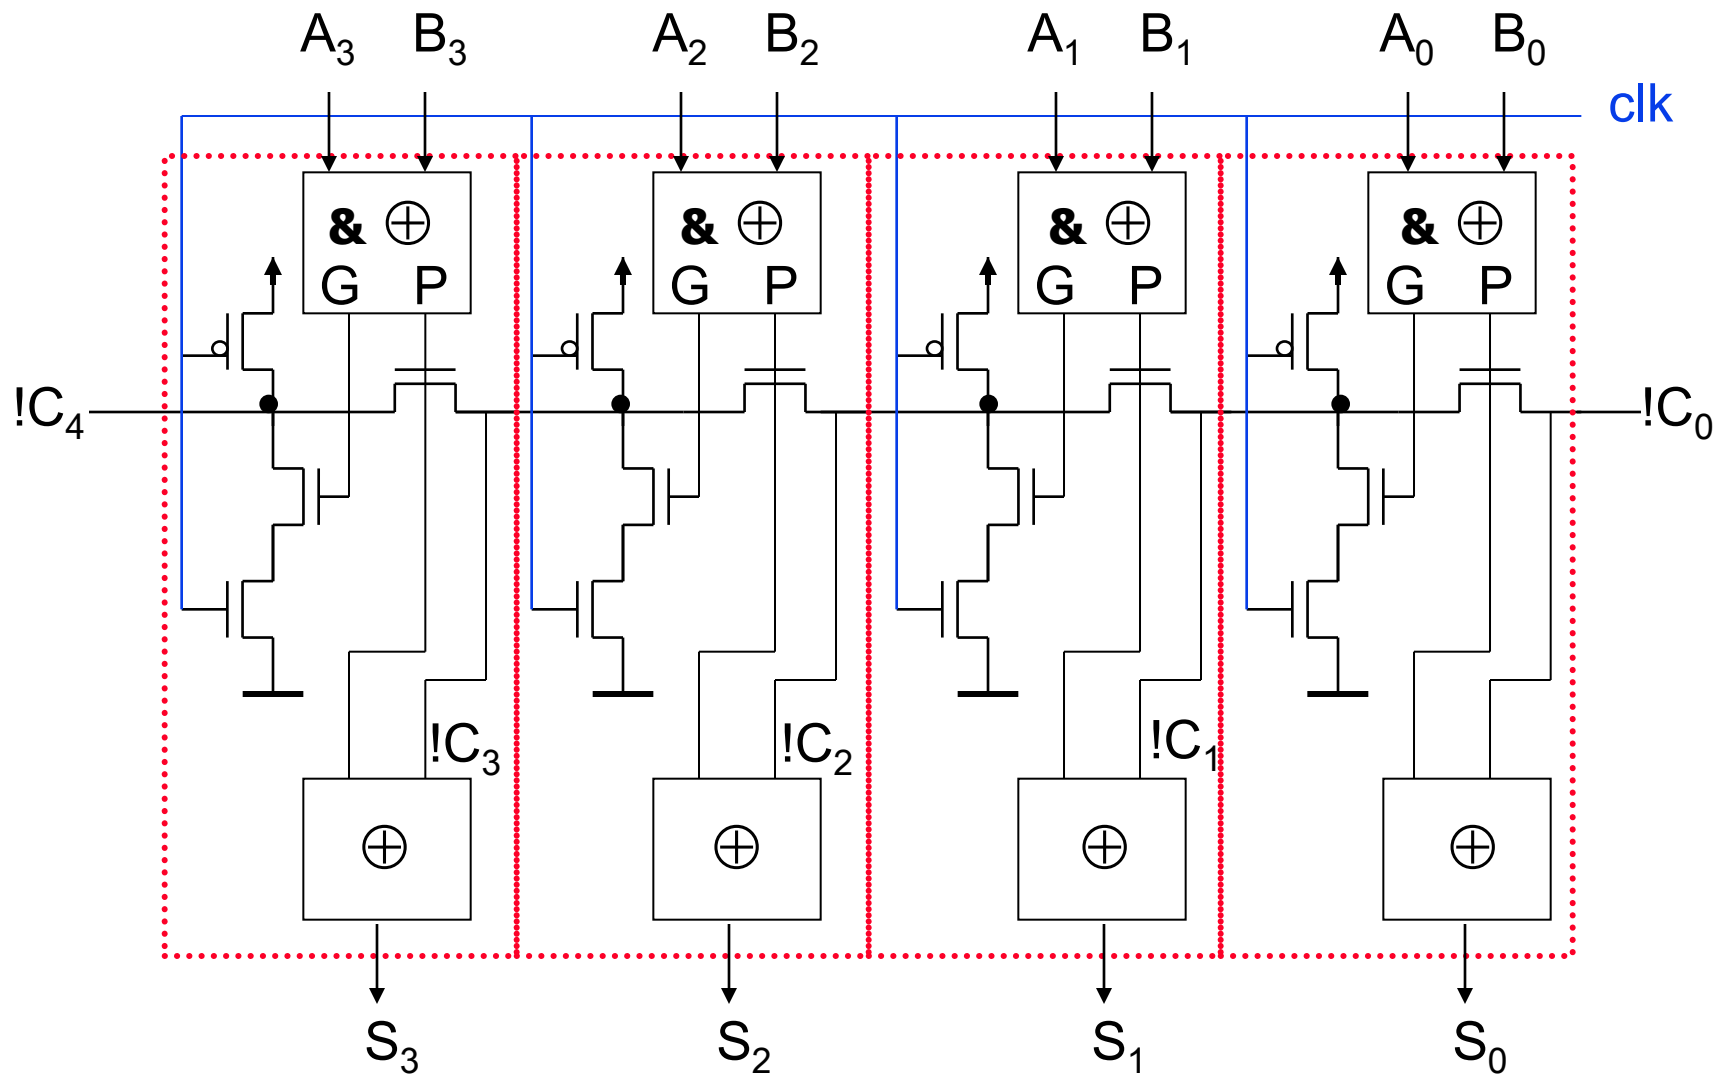 A3 B3 A2 B2 A1 B1 A0 B0
clk
& & & &
G P G P G P G P
!C4 !C0
!C3 !C2 !C1
S3 S2 S1 S0